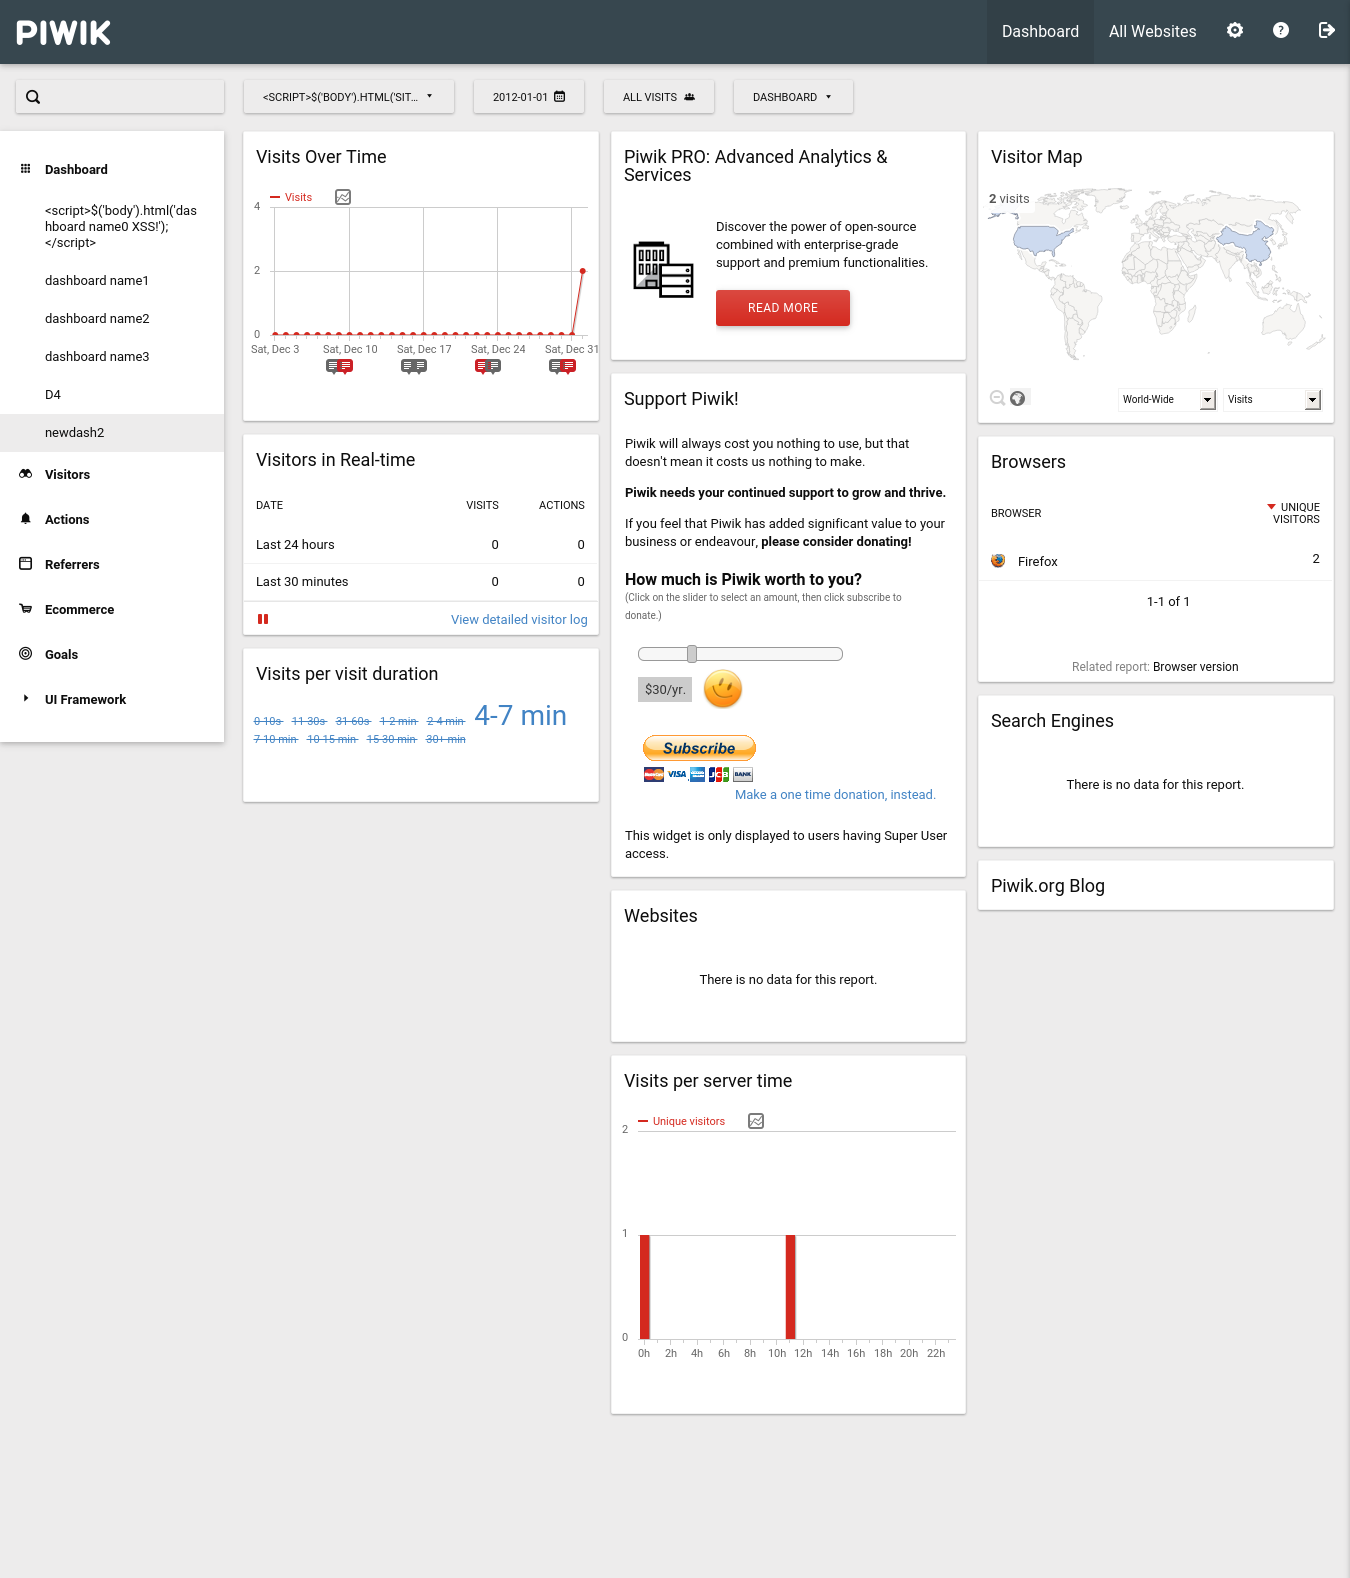 PIWIK
Dashboard
All Websites
<SCRIPT>$('BODY').HTML('SIT...
2012-01-01
ALL VISITS
DASHBOARD
Dashboard
<script>$('body').html('das
hboard name0 XSS!');
</script>
dashboard name1
dashboard name2
dashboard name3
D4
newdash2
Visitors
Actions
Referrers
Ecommerce
Goals
UI Framework
Visits Over Time
Visits
4
2
0
Sat, Dec 3
Sat, Dec 10
Sat, Dec 17
Sat, Dec 24
Sat, Dec 31
Visitors in Real-time
DATE VISITS ACTIONS
Last 24 hours 0 0
Last 30 minutes 0 0
View detailed visitor log
Visits per visit duration
0-10s 11-30s 31-60s 1-2 min 2-4 min 4-7 min
7-10 min 10-15 min 15-30 min 30+ min
Piwik PRO: Advanced Analytics &
Services
Discover the power of open-source
combined with enterprise-grade
support and premium functionalities.
READ MORE
Support Piwik!
Piwik will always cost you nothing to use, but that
doesn't mean it costs us nothing to make.
Piwik needs your continued support to grow and thrive.
If you feel that Piwik has added significant value to your
business or endeavour, please consider donating!
How much is Piwik worth to you?
(Click on the slider to select an amount, then click subscribe to
donate.)
$30/yr.
Subscribe
MasterCard VISA JCB BANK
Make a one time donation, instead.
This widget is only displayed to users having Super User
access.
Websites
There is no data for this report.
Visits per server time
Unique visitors
2
1
0
0h 2h 4h 6h 8h 10h 12h 14h 16h 18h 20h 22h
Visitor Map
2 visits
World-Wide
Visits
Browsers
BROWSER
UNIQUE
VISITORS
Firefox 2
1-1 of 1
Related report: Browser version
Search Engines
There is no data for this report.
Piwik.org Blog